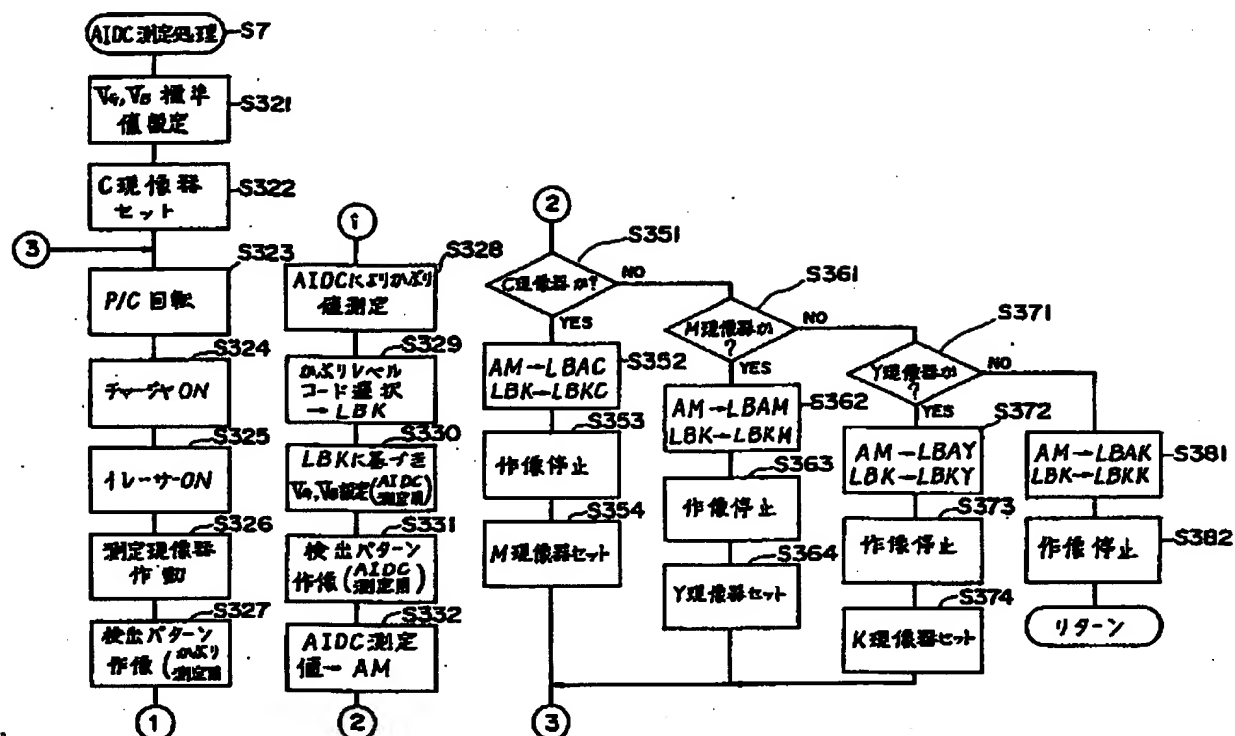 AIDC測定処理
S7
VG,VB 標準
値設定
S321
C現像器
セット
S322
3
S323
P/C 回転
S324
チャージャON
S325
イレーサーON
S326
測定現像器
作動
S327
検出パターン
作像(かぶり測定用)
1
1
S328
AIDCによりかぶり
値測定
S329
かぶりレベル
コード選択
→LBK
S330
LBKに基づき
VG,VB設定(AIDC測定用)
S331
検出パターン
作像(AIDC測定用)
S332
AIDC測定
値→AM
2
2
S351
C現像器か?
NO
YES
AM→LBAC
LBK→LBKC
S352
S353
作像停止
S354
M現像器セット
3
S361
M現像器か
?
NO
YES
AM→LBAM
LBK→LBKM
S362
S363
作像停止
S364
Y現像器セット
S371
Y現像器か
?
NO
YES
S372
AM→LBAY
LBK→LBKY
S373
作像停止
S374
K現像器セット
AM→LBAK
LBK→LBKK
S381
作像停止
S382
リターン